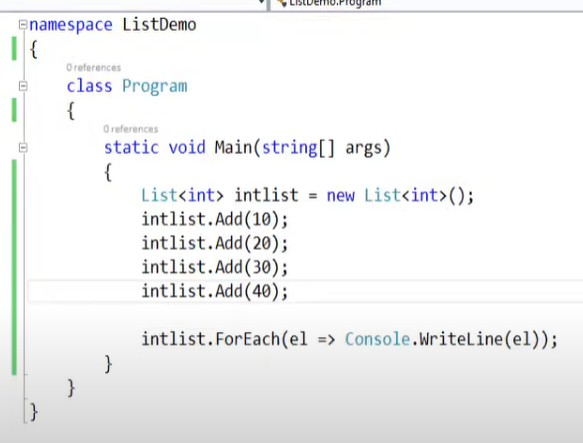 ListDemo.Program
namespace ListDemo
{
0 references
class Program
{
0 references
static void Main(string[] args)
{
List<int> intlist = new List<int>();
intlist.Add(10);
intlist.Add(20);
intlist.Add(30);
intlist.Add(40);
intlist.ForEach(el => Console.WriteLine(el));
}
}
}